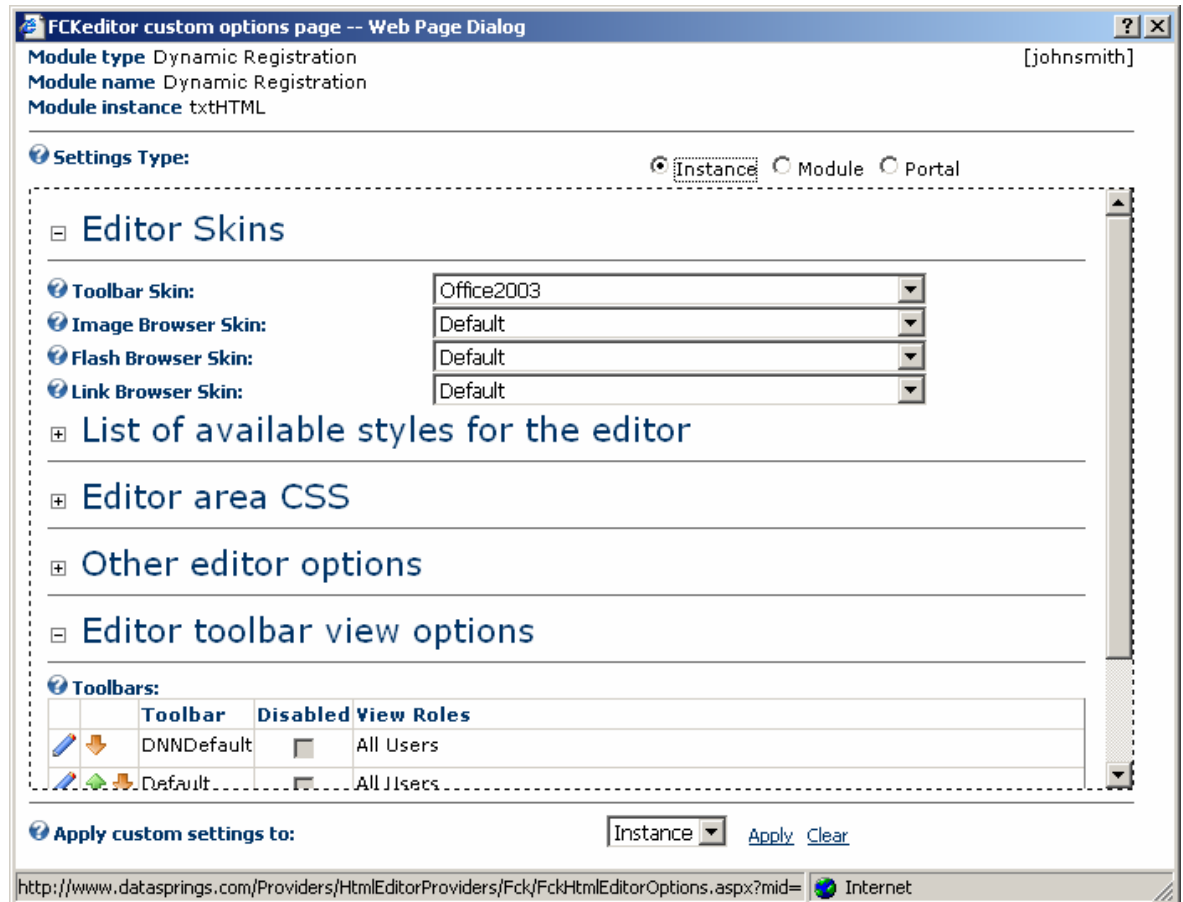 FCKeditor custom options page -- Web Page Dialog
Module type Dynamic Registration [johnsmith]
Module name Dynamic Registration
Module instance txtHTML
Settings Type: Instance Module Portal
Editor Skins
Toolbar Skin: Office2003
Image Browser Skin: Default
Flash Browser Skin: Default
Link Browser Skin: Default
List of available styles for the editor
Editor area CSS
Other editor options
Editor toolbar view options
Toolbars:
Toolbar Disabled View Roles
DNNDefault All Users
Default All Users
Apply custom settings to: Instance Apply Clear
http://www.datasprings.com/Providers/HtmlEditorProviders/Fck/FckHtmlEditorOptions.aspx?mid= Internet